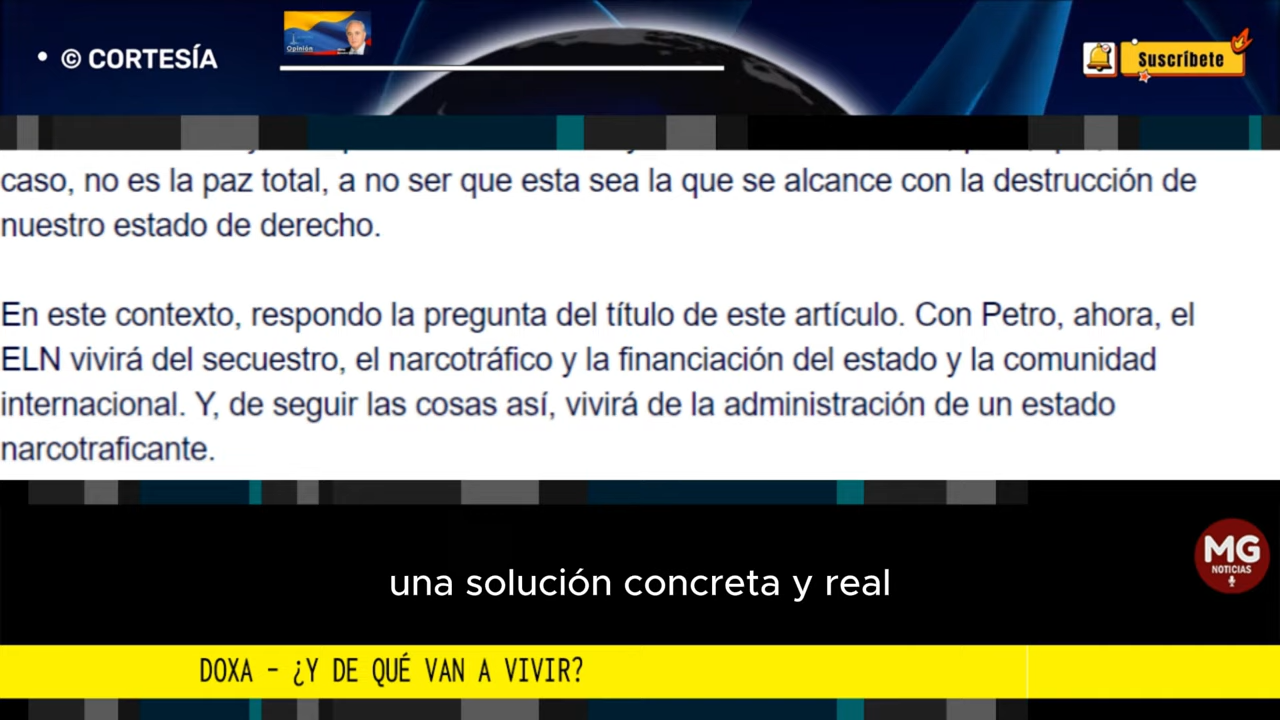 • © CORTESÍA
Opinión
Suscríbete
caso, no es la paz total, a no ser que esta sea la que se alcance con la destrucción de
nuestro estado de derecho.
En este contexto, respondo la pregunta del título de este artículo. Con Petro, ahora, el
ELN vivirá del secuestro, el narcotráfico y la financiación del estado y la comunidad
internacional. Y, de seguir las cosas así, vivirá de la administración de un estado
narcotraficante.
una solución concreta y real
MG
NOTICIAS
DOXA - ¿Y DE QUÉ VAN A VIVIR?